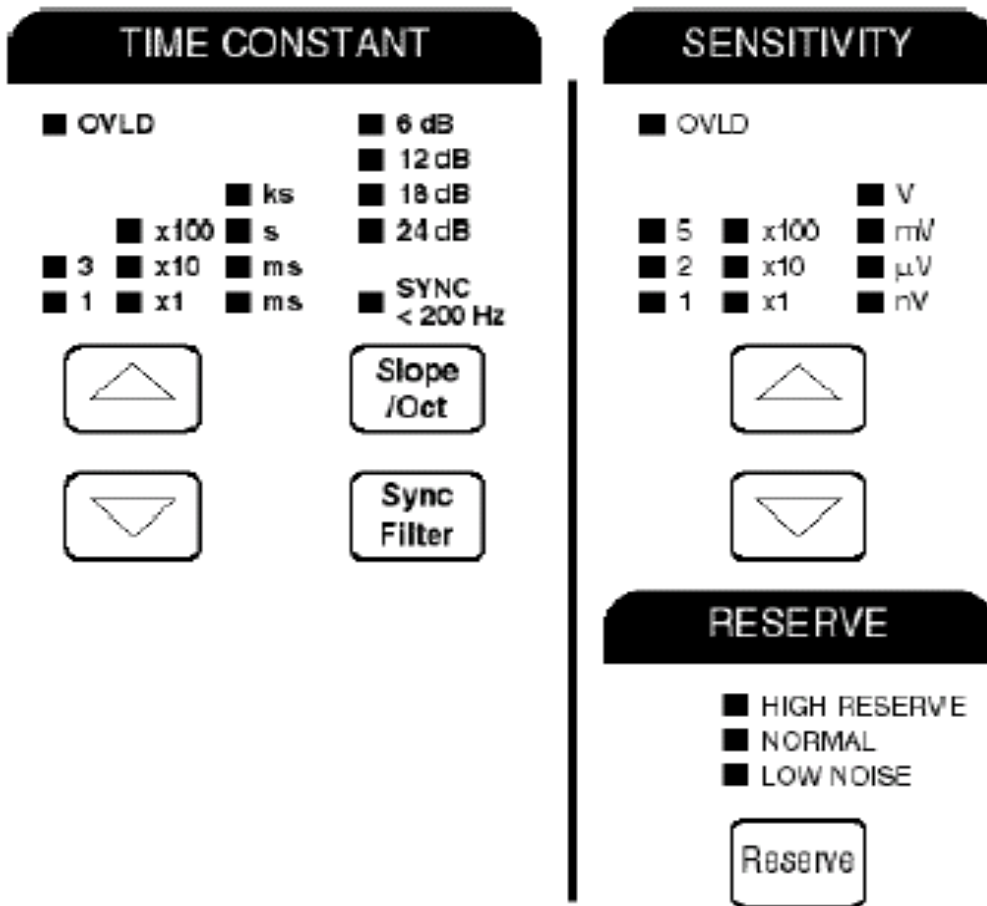 TIME CONSTANT
OVLD
6 dB
12 dB
18 dB
ks
x100 s
24 dB
3 x10 ms
1 x1 ms
SYNC
< 200 Hz
Slope
/Oct
Sync
Filter
SENSITIVITY
OVLD
V
5 x100 mV
2 x10 μV
1 x1 nV
RESERVE
HIGH RESERVE
NORMAL
LOW NOISE
Reserve